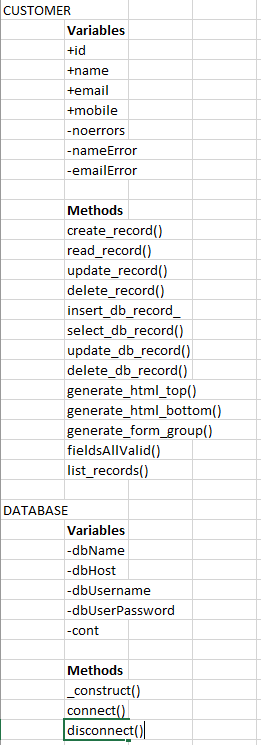 CUSTOMER
Variables
+id
+name
+email
+mobile
-noerrors
-nameError
-emailError
Methods
create_record()
read_record()
update_record()
delete_record()
insert_db_record_
select_db_record()
update_db_record()
delete_db_record()
generate_html_top()
generate_html_bottom()
generate_form_group()
fieldsAllValid()
list_records()
DATABASE
Variables
-dbName
-dbHost
-dbUsername
-dbUserPassword
-cont
Methods
_construct()
connect()
disconnect()